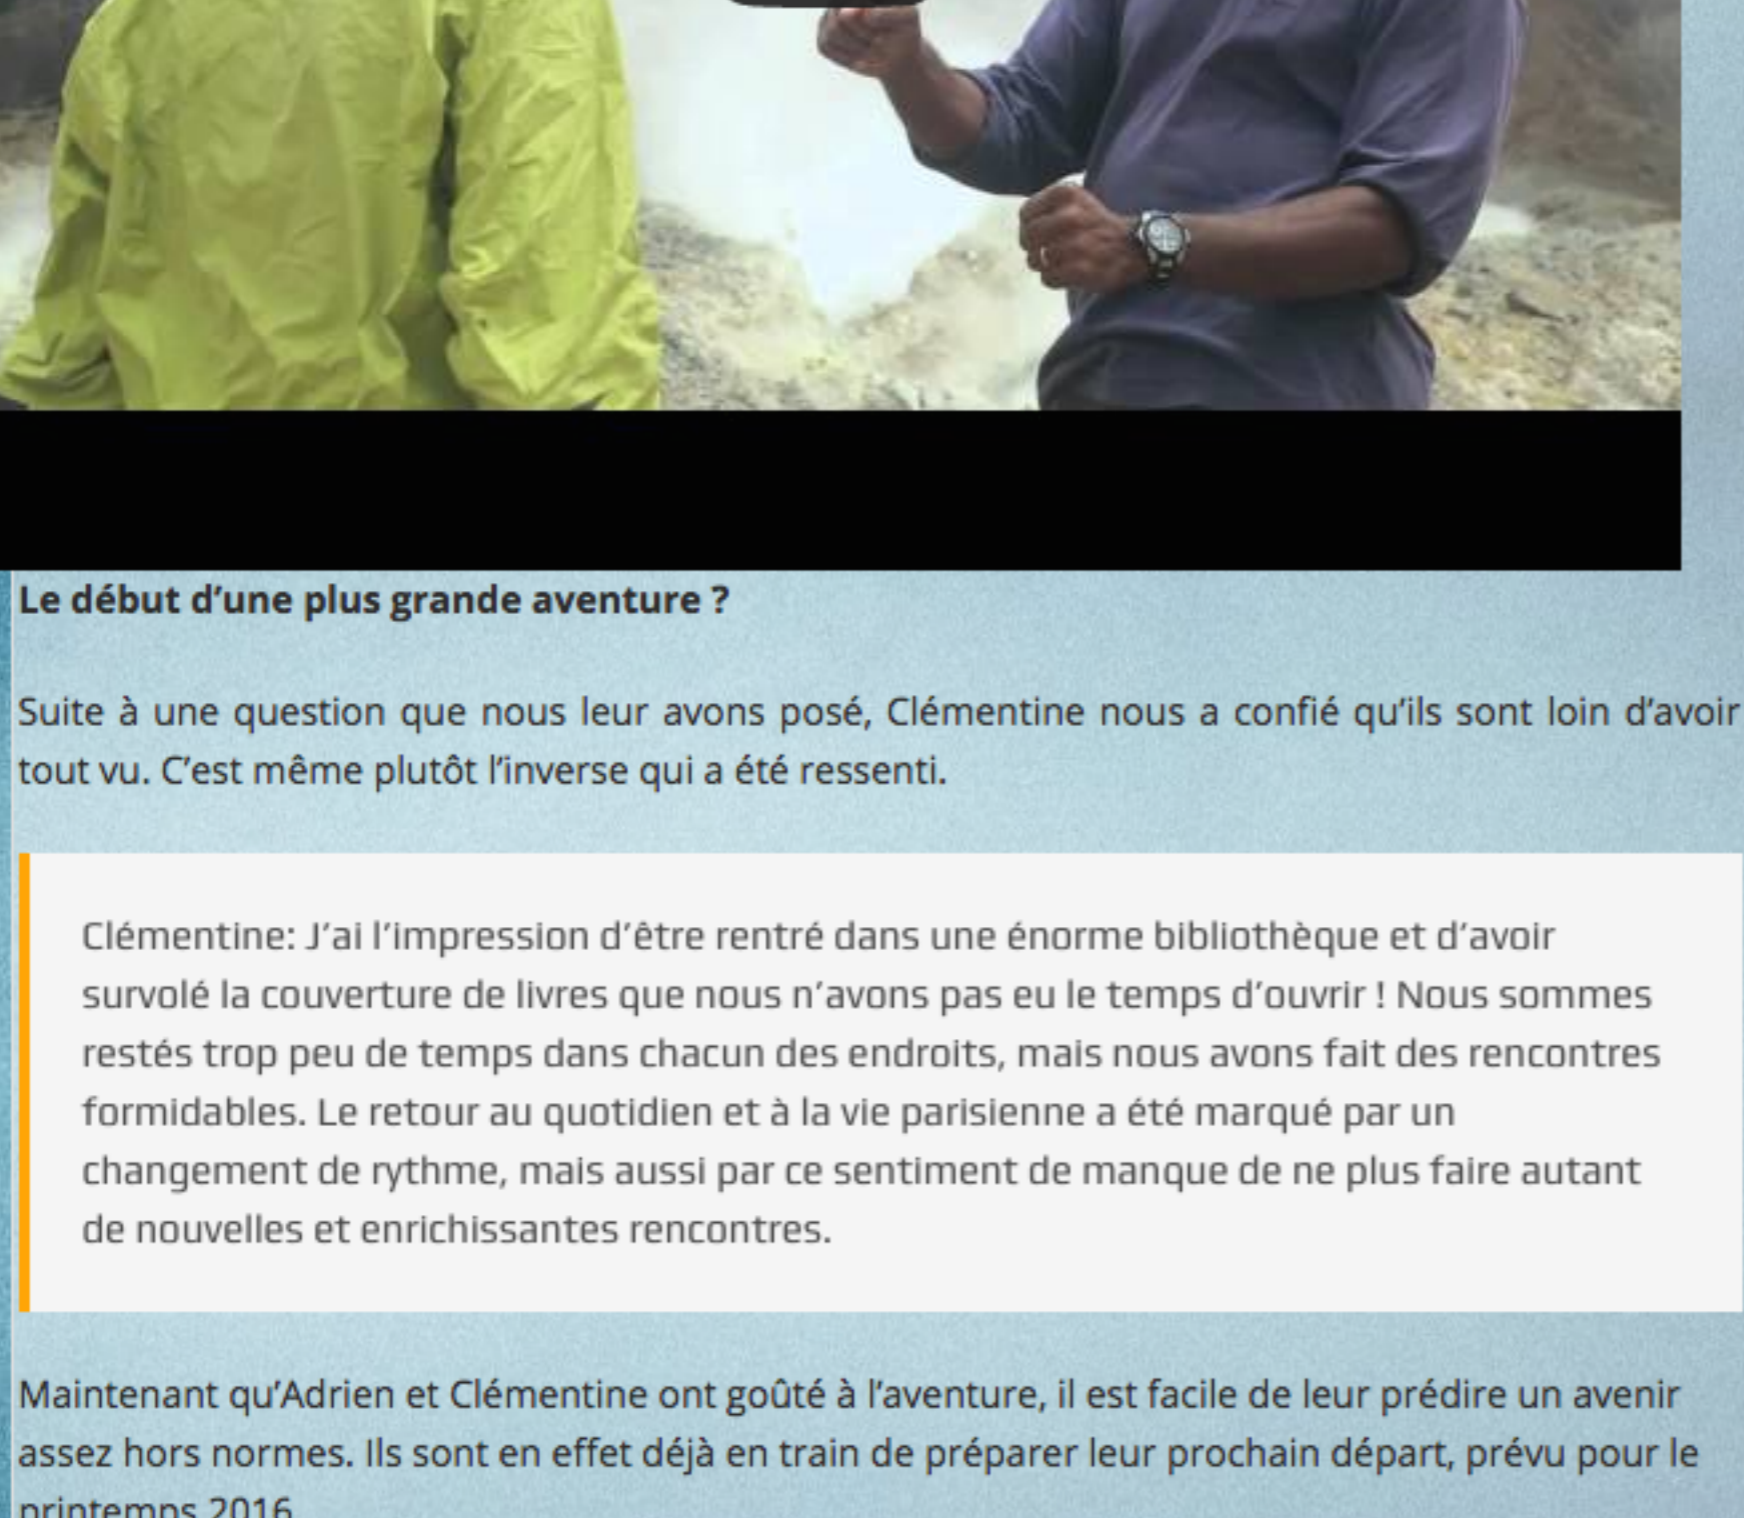 Le début d’une plus grande aventure ?
Suite à une question que nous leur avons posé, Clémentine nous a confié qu’ils sont loin d’avoir
tout vu. C’est même plutôt l’inverse qui a été ressenti.
Clémentine: J’ai l’impression d’être rentré dans une énorme bibliothèque et d’avoir
survolé la couverture de livres que nous n’avons pas eu le temps d’ouvrir ! Nous sommes
restés trop peu de temps dans chacun des endroits, mais nous avons fait des rencontres
formidables. Le retour au quotidien et à la vie parisienne a été marqué par un
changement de rythme, mais aussi par ce sentiment de manque de ne plus faire autant
de nouvelles et enrichissantes rencontres.
Maintenant qu’Adrien et Clémentine ont goûté à l’aventure, il est facile de leur prédire un avenir
assez hors normes. Ils sont en effet déjà en train de préparer leur prochain départ, prévu pour le
printemps 2016.